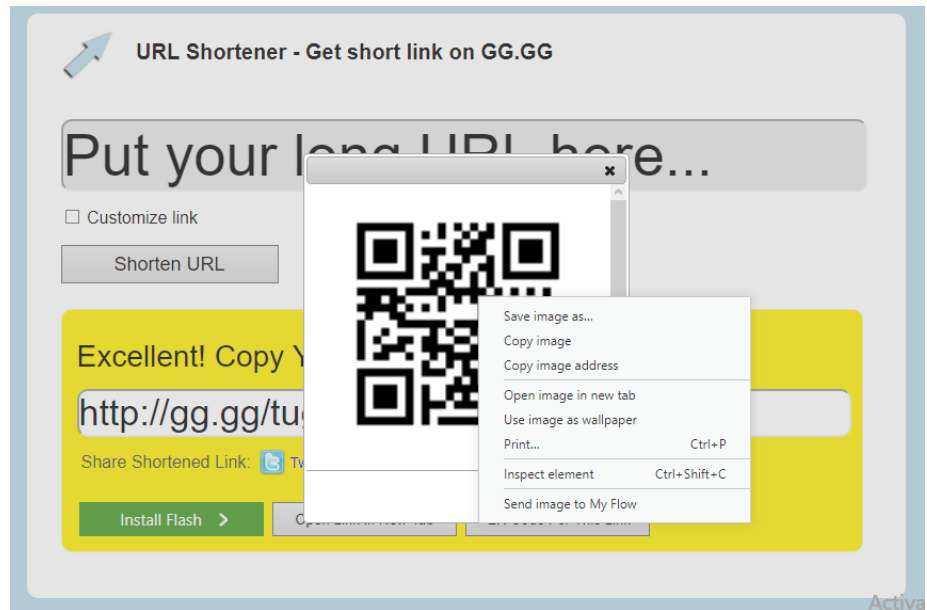 URL Shortener - Get short link on GG.GG
Put your long URL here...
Customize link
Shorten URL
Save image as...
Copy image
Copy image address
Open image in new tab
Use image as wallpaper
Print... Ctrl+P
Inspect element Ctrl+Shift+C
Send image to My Flow
Excellent! Copy
http://gg.gg/tu
Share Shortened Link:
Install Flash